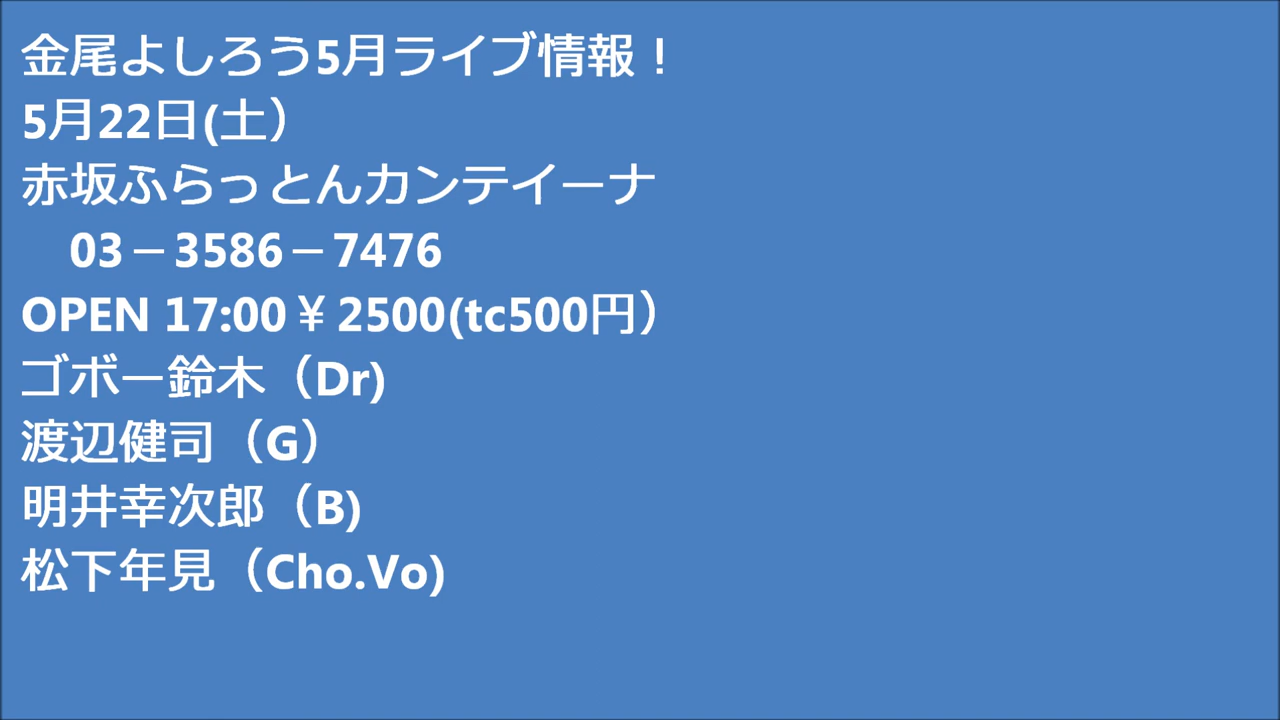 金尾よしろう5月ライブ情報！
5月22日(土）
赤坂ふらっとんカンテイーナ
　03－3586－7476
OPEN 17:00￥2500(tc500円）
ゴボー鈴木（Dr)
渡辺健司（G）
明井幸次郎（B)
松下年見（Cho.Vo)